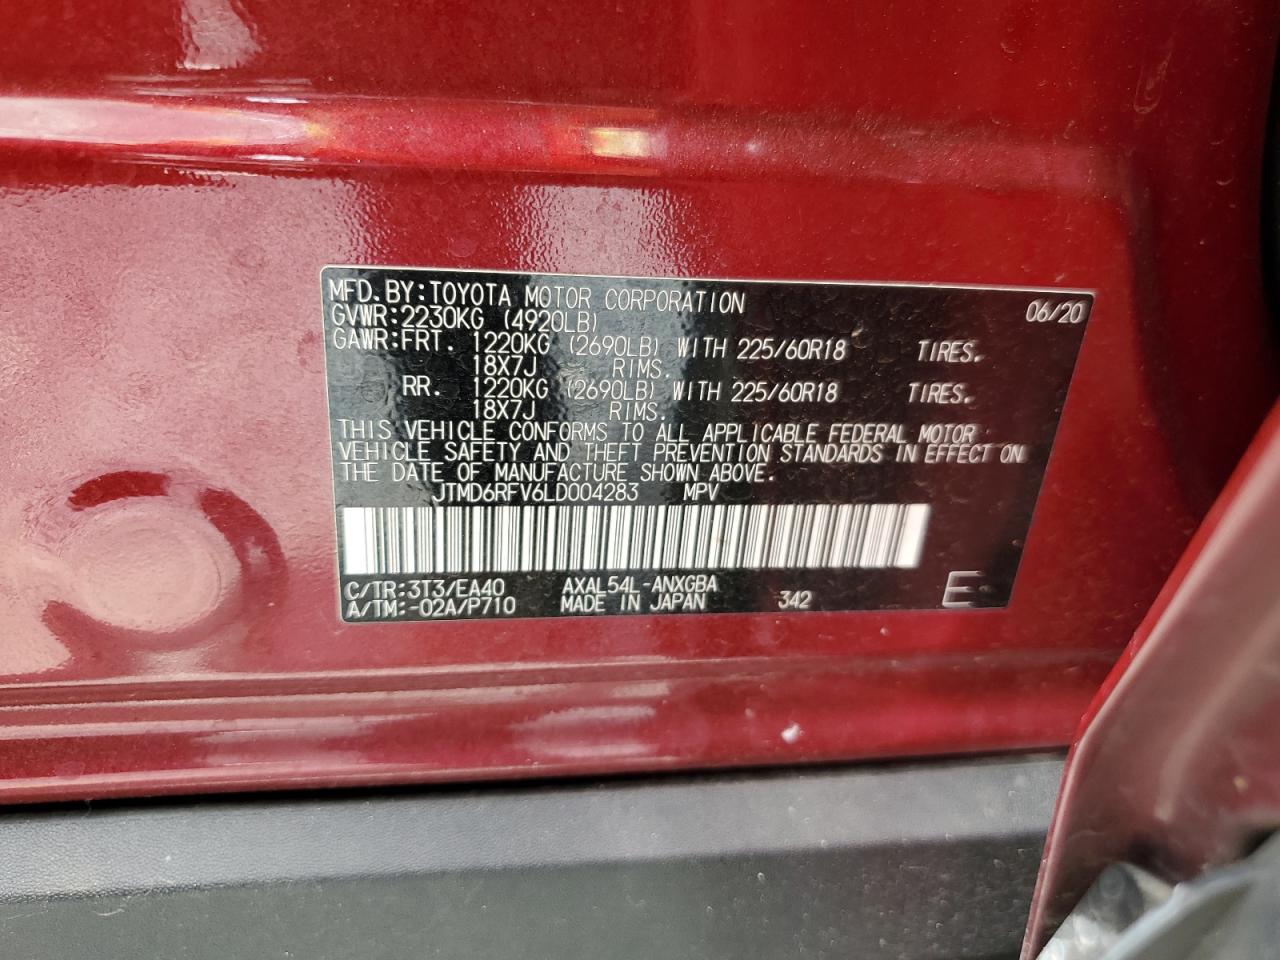 MFD.BY:TOYOTA MOTOR CORPORATION 06/20
GVWR:2230KG (4920LB)
GAWR:FRT. 1220KG (2690LB) WITH 225/60R18 TIRES,
18X7J RIMS.
RR. 1220KG (2690LB) WITH 225/60R18 TIRES,
18X7J RIMS.
THIS VEHICLE CONFORMS TO ALL APPLICABLE FEDERAL MOTOR
VEHICLE SAFETY AND THEFT PREVENTION STANDARDS IN EFFECT ON
THE DATE OF MANUFACTURE SHOWN ABOVE.
JTMD6RFV6LD004283 MPV
C/TR:3T3/EA40 AXAL54L-ANXGBA
A/TM:-02A/P710 MADE IN JAPAN 342 E